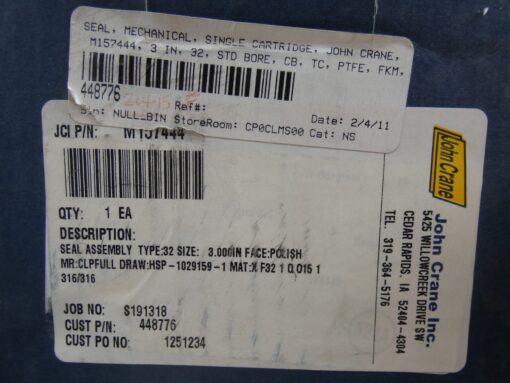 SEAL, MECHANICAL, SINGLE CARTRIDGE, JOHN CRANE,
M157444, 3 IN, 32, STD BORE, CB, TC, PTFE, FKM,
448776
Ref#:
Date: 2/4/11
Bin: NULL_BIN StoreRoom: CP0CLMS00 Cat: NS
JCI P/N: M157444
QTY: 1 EA
DESCRIPTION:
SEAL ASSEMBLY TYPE:32 SIZE: 3.000IN FACE:POLISH
MR:CLPFULL DRAW:HSP-1029159-1 MAT:X F32 1 O O15 1
316/316
JOB NO: S191318
CUST P/N: 448776
CUST PO NO: 1251234
John Crane
John Crane Inc.
5425 WILLOWCREEK DRIVE SW
CEDAR RAPIDS, IA 52404-4304
TEL. 319-364-5176